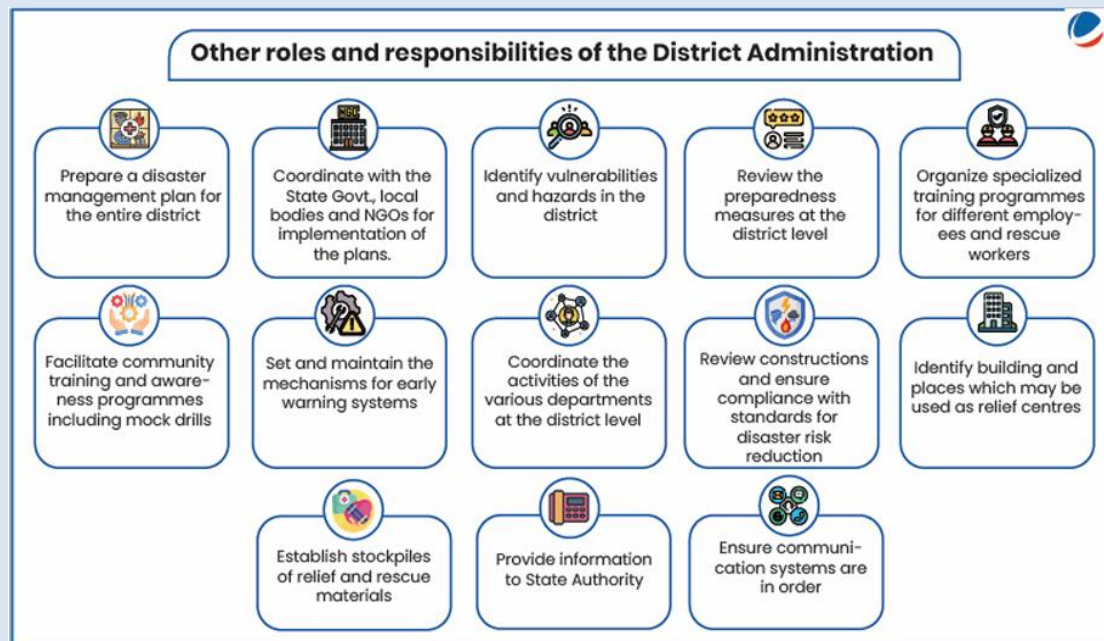 Other roles and responsibilities of the District Administration
Prepare a disaster
management plan for
the entire district
Coordinate with the
State Govt., local
bodies and NGOs for
implementation of
the plans.
Identify vulnerabilities
and hazards in the
district
Review the
preparedness
measures at the
district level
Organize specialized
training programmes
for different employ-
ees and rescue
workers
Facilitate community
training and aware-
ness programmes
including mock drills
Set and maintain the
mechanisms for early
warning systems
Coordinate the
activities of the
various departments
at the district level
Review constructions
and ensure
compliance with
standards for
disaster risk
reduction
Identify building and
places which may be
used as relief centres
Establish stockpiles
of relief and rescue
materials
Provide information
to State Authority
Ensure communi-
cation systems are
in order